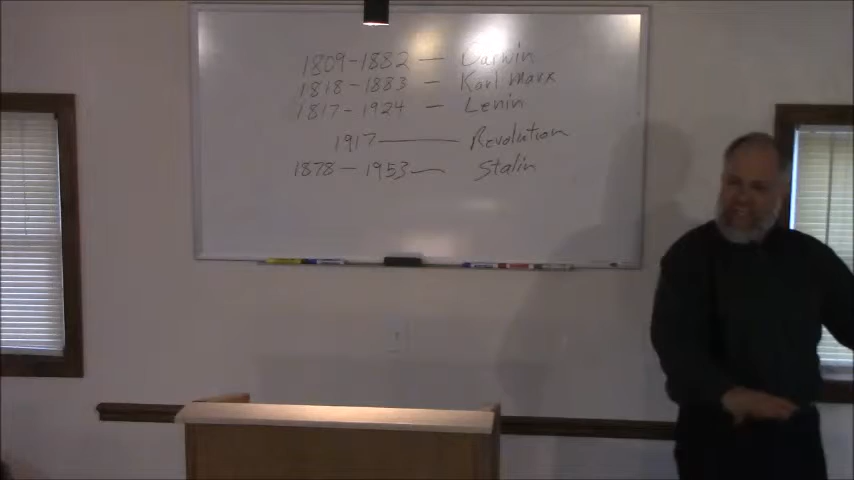 1809-1882 — Darwin
1818-1883 — Karl Marx
1817-1924 — Lenin
1917 — Revolution
1878 — 1953 — Stalin